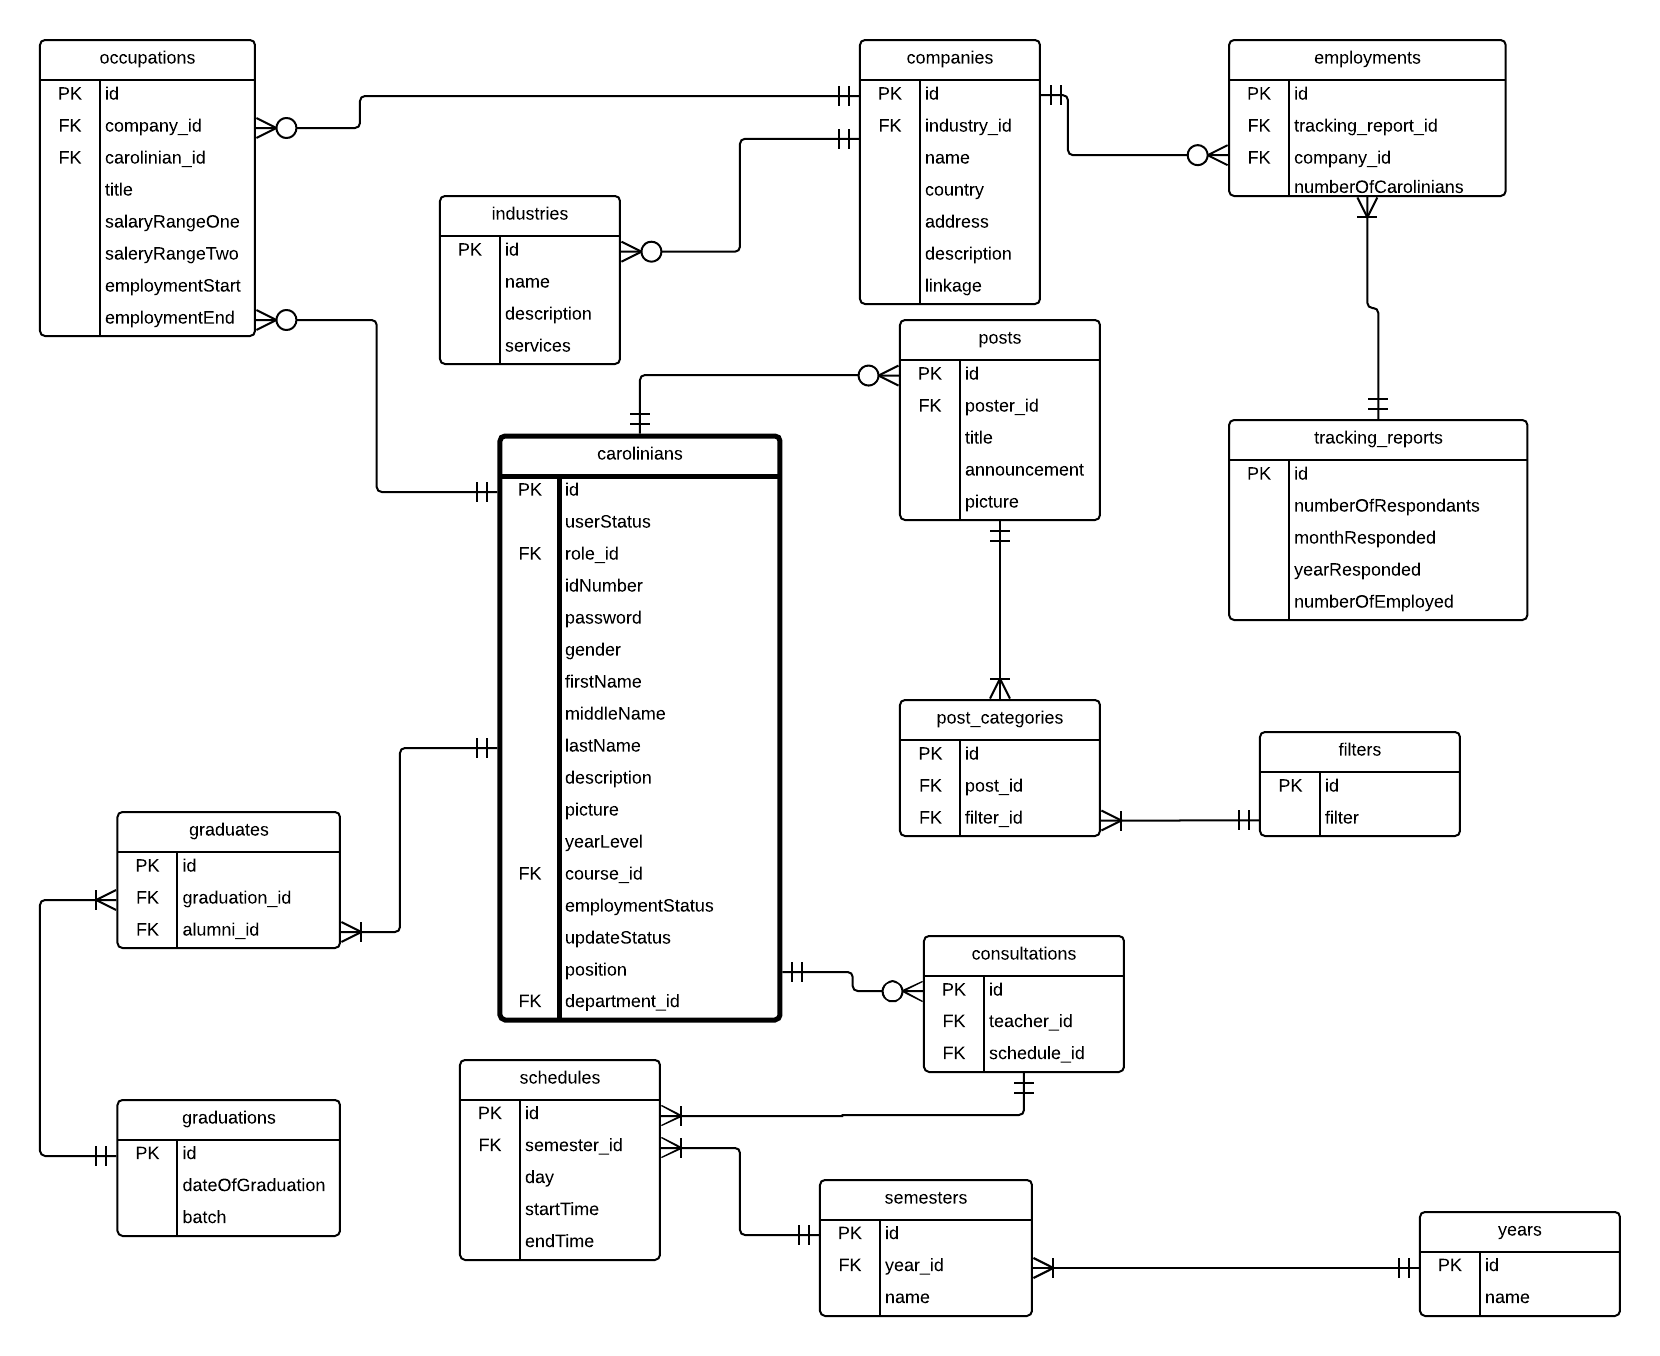 occupations
PK id
FK company_id
FK carolinian_id
title
salaryRangeOne
saleryRangeTwo
employmentStart
employmentEnd
companies
PK id
FK industry_id
name
country
address
description
linkage
employments
PK id
FK tracking_report_id
FK company_id
numberOfCarolinians
industries
PK id
name
description
services
posts
PK id
FK poster_id
title
announcement
picture
tracking_reports
PK id
numberOfRespondants
monthResponded
yearResponded
numberOfEmployed
carolinians
PK id
userStatus
FK role_id
idNumber
password
gender
firstName
middleName
lastName
description
picture
yearLevel
FK course_id
employmentStatus
updateStatus
position
FK department_id
post_categories
PK id
FK post_id
FK filter_id
filters
PK id
filter
graduates
PK id
FK graduation_id
FK alumni_id
consultations
PK id
FK teacher_id
FK schedule_id
schedules
PK id
FK semester_id
day
startTime
endTime
graduations
PK id
dateOfGraduation
batch
semesters
PK id
FK year_id
name
years
PK id
name